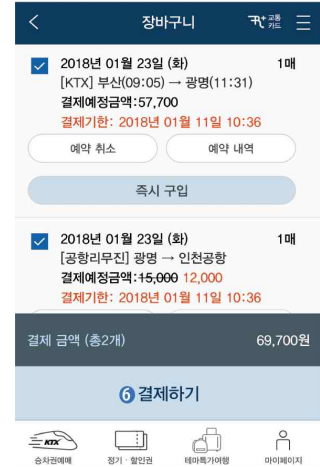 < 장바구니 R+ 교통카드
2018년 01월 23일 (화) 1매
[KTX] 부산(09:05) → 광명(11:31)
결제예정금액:57,700
결제기한: 2018년 01월 11일 10:36
예약 취소 예약 내역
즉시 구입
2018년 01월 23일 (화) 1매
[공항리무진] 광명 → 인천공항
결제예정금액:15,000 12,000
결제기한: 2018년 01월 11일 10:36
결제 금액 (총2개) 69,700원
❻ 결제하기
KTX
승차권예매 정기·할인권 테마특가여행 마이페이지